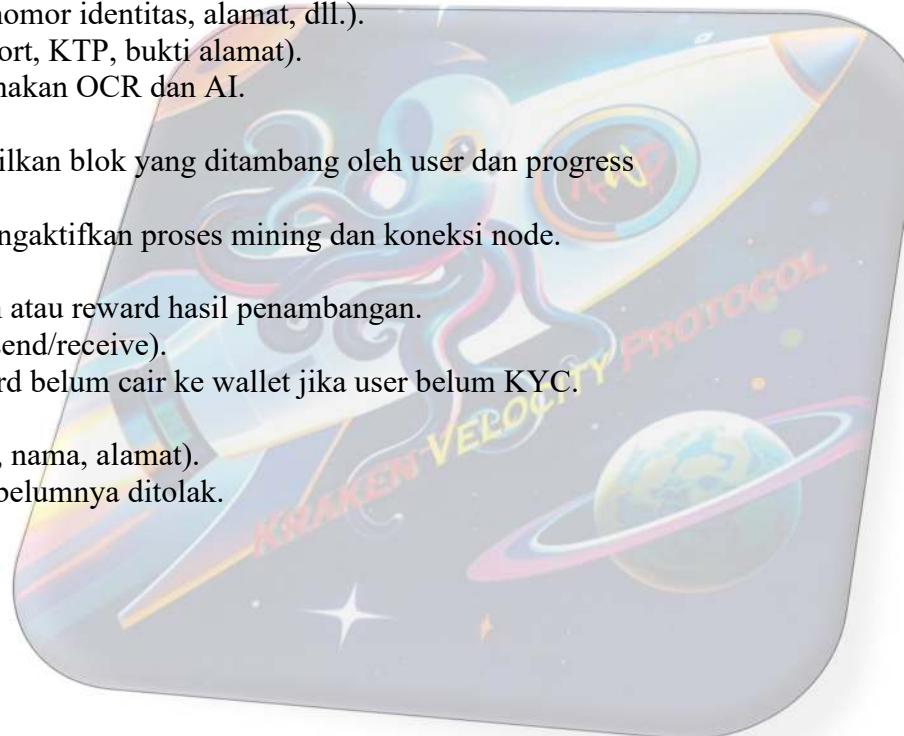 nomor identitas, alamat, dll.).
ort, KTP, bukti alamat).
nakan OCR dan AI.
ilkan blok yang ditambang oleh user dan progress
ngaktifkan proses mining dan koneksi node.
n atau reward hasil penambangan.
send/receive).
rd belum cair ke wallet jika user belum KYC.
, nama, alamat).
belumnya ditolak.
KRAKEN VELOCITY PROTOCOL